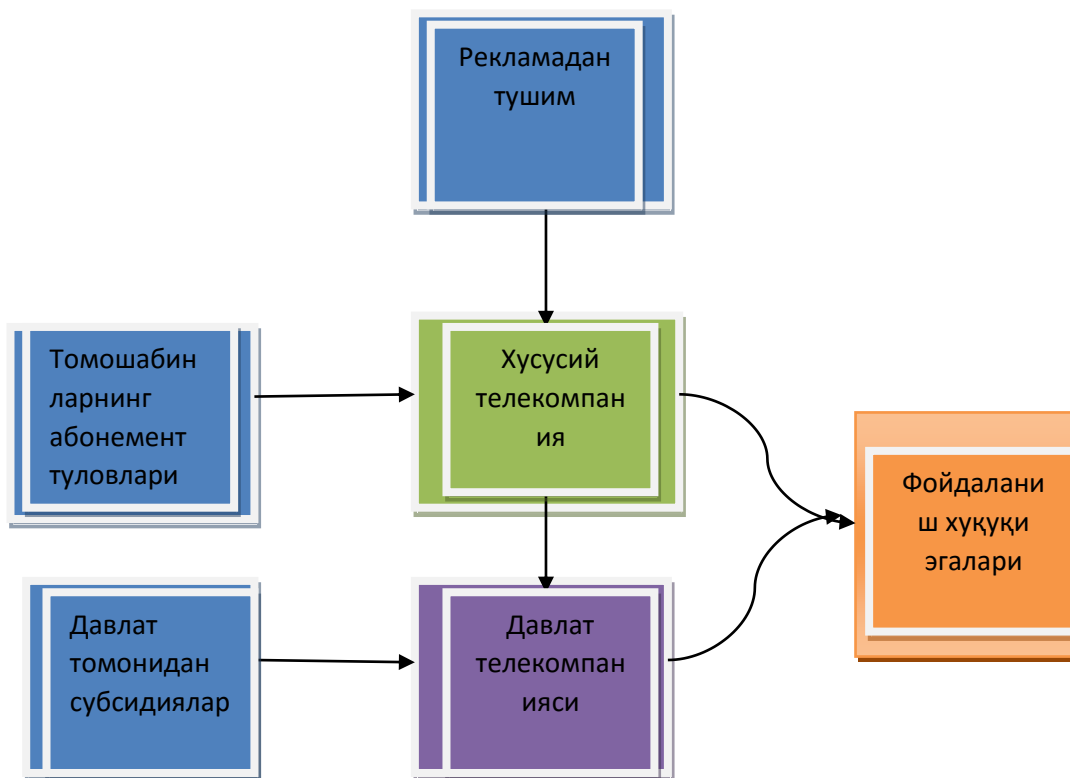 Рекламадан
тушим
Томошабин
ларнинг
абонемент
туловлари
Хусусий
телекомпан
ия
Фойдалани
ш хуқуқи
эгалари
Давлат
томонидан
субсидиялар
Давлат
телекомпан
ияси